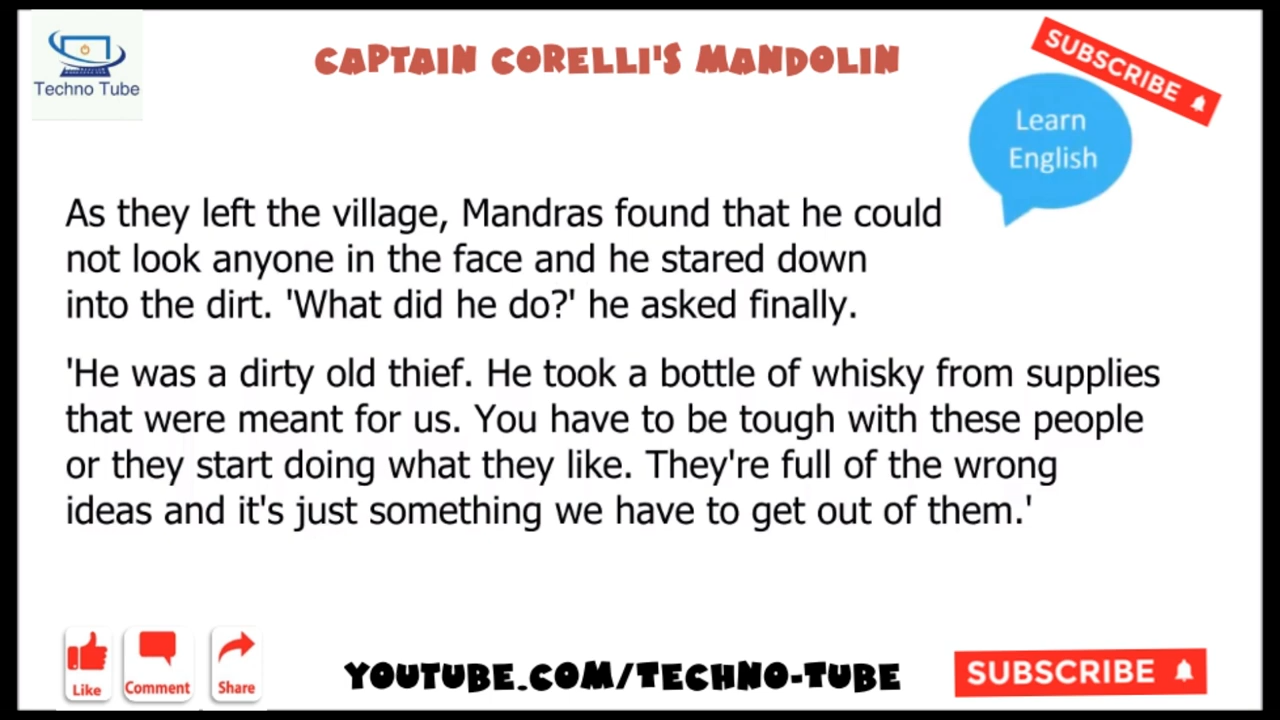 Techno Tube
CAPTAIN CORELLI'S MANDOLIN
SUBSCRIBE
Learn
English
As they left the village, Mandras found that he could
not look anyone in the face and he stared down
into the dirt. 'What did he do?' he asked finally.
'He was a dirty old thief. He took a bottle of whisky from supplies
that were meant for us. You have to be tough with these people
or they start doing what they like. They're full of the wrong
ideas and it's just something we have to get out of them.'
Like
Comment
Share
YOUTUBE.COM/TECHNO-TUBE
SUBSCRIBE